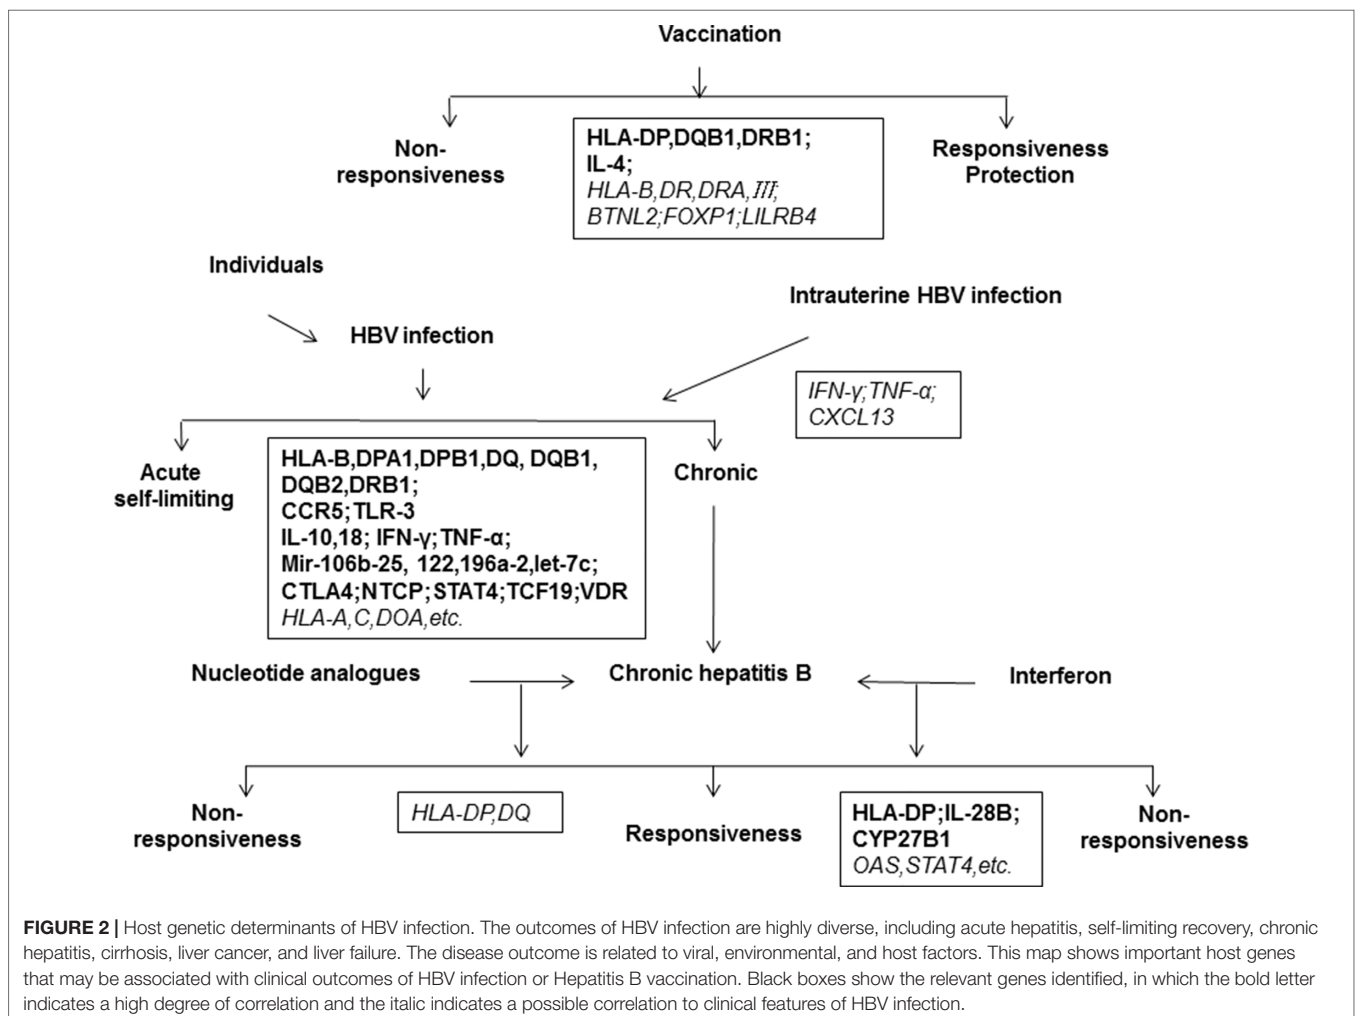 Vaccination
Non-
responsiveness
HLA-DP,DQB1,DRB1;
IL-4;
HLA-B,DR,DRA,III;
BTNL2;FOXP1;LILRB4
Responsiveness
Protection
Individuals
Intrauterine HBV infection
HBV infection
IFN-γ;TNF-α;
CXCL13
Acute
self-limiting
HLA-B,DPA1,DPB1,DQ, DQB1,
DQB2,DRB1;
CCR5;TLR-3
IL-10,18; IFN-γ;TNF-α;
Mir-106b-25, 122,196a-2,let-7c;
CTLA4;NTCP;STAT4;TCF19;VDR
HLA-A,C,DOA,etc.
Chronic
Nucleotide analogues
Chronic hepatitis B
Interferon
Non-
responsiveness
HLA-DP,DQ
Responsiveness
HLA-DP;IL-28B;
CYP27B1
OAS,STAT4,etc.
Non-
responsiveness
FIGURE 2 | Host genetic determinants of HBV infection. The outcomes of HBV infection are highly diverse, including acute hepatitis, self-limiting recovery, chronic
hepatitis, cirrhosis, liver cancer, and liver failure. The disease outcome is related to viral, environmental, and host factors. This map shows important host genes
that may be associated with clinical outcomes of HBV infection or Hepatitis B vaccination. Black boxes show the relevant genes identified, in which the bold letter
indicates a high degree of correlation and the italic indicates a possible correlation to clinical features of HBV infection.